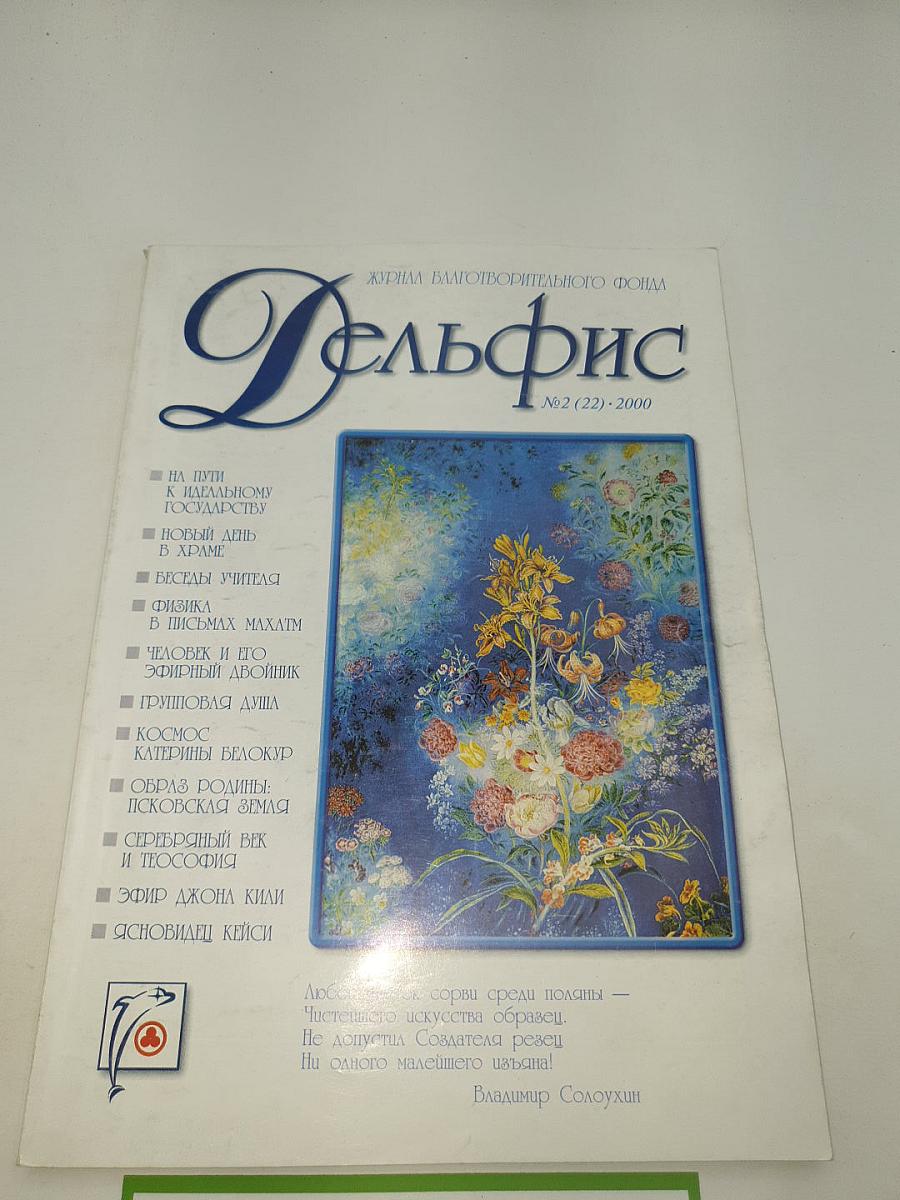 ЖУРНАЛ БЛАГОТВОРИТЕЛЬНОГО ФОНДА
Дельфис
№2 (22) · 2000
НА ПУТИ
К ИДЕАЛЬНОМУ
ГОСУДАРСТВУ
НОВЫЙ ДЕНЬ
В ХРАМЕ
БЕСЕДЫ УЧИТЕЛЯ
ФИЗИКА
В ПИСЬМАХ МАХАТМ
ЧЕЛОВЕК И ЕГО
ЭФИРНЫЙ ДВОЙНИК
ГРУППОВАЯ ДУША
КОСМОС
КАТЕРИНЫ БЕЛОКУР
ОБРАЗ РОДИНЫ:
ПСКОВСКАЯ ЗЕМЛЯ
СЕРЕБРЯНЫЙ ВЕК
И ТЕОСОФИЯ
ЭФИР ДЖОНА КИЛИ
ЯСНОВИДЕЦ КЕЙСИ
сорви среди поляны —
Чистейшего искусства образец.
Не допустил Создателя резец
Ни одного малейшего изъяна!
Владимир Солоухин